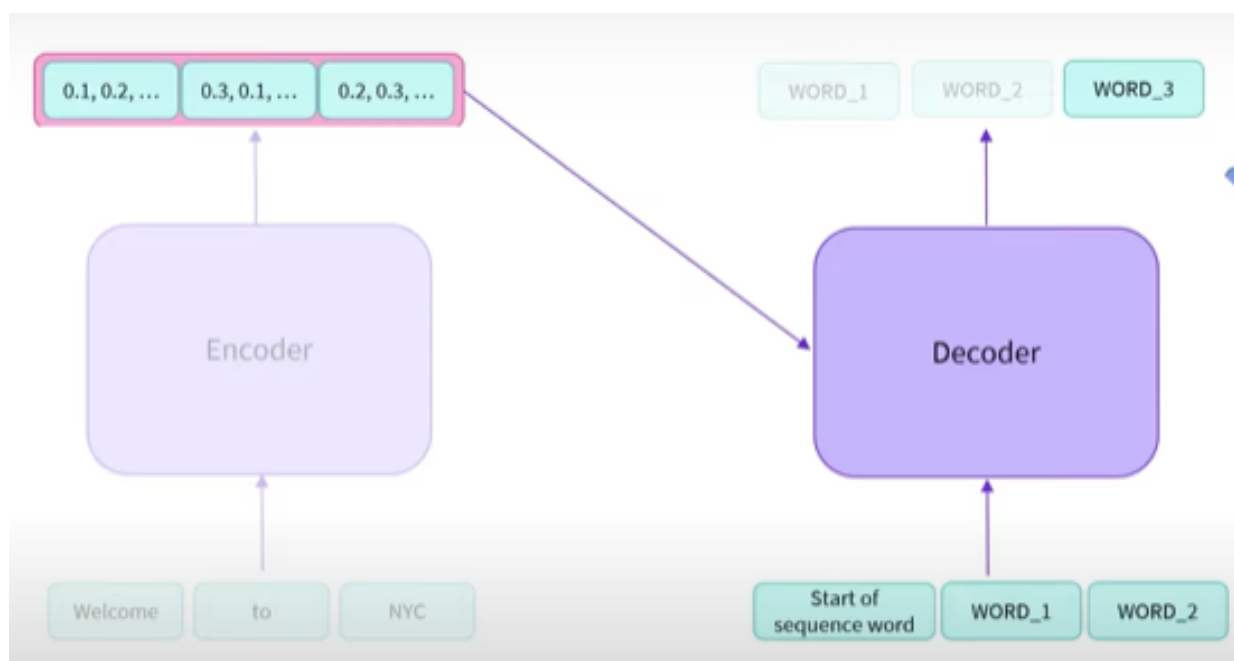 0.1, 0.2, ... 0.3, 0.1, ... 0.2, 0.3, ...
WORD_1 WORD_2 WORD_3
Encoder
Decoder
Welcome to NYC
Start of
sequence word
WORD_1 WORD_2